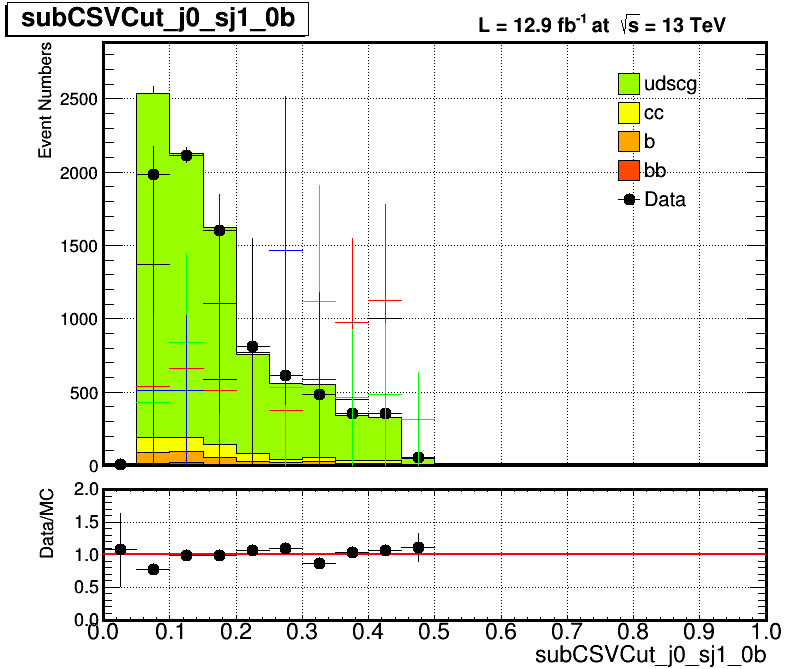 subCSVCut_j0_sj1_0b
L = 12.9 fb-1 at √s = 13 TeV
Event Numbers
2500
2000
1500
1000
500
0
udscg
cc
b
bb
Data
Data/MC
2.0
1.5
1.0
0.5
0.0
0.0 0.1 0.2 0.3 0.4 0.5 0.6 0.7 0.8 0.9 1.0
subCSVCut_j0_sj1_0b